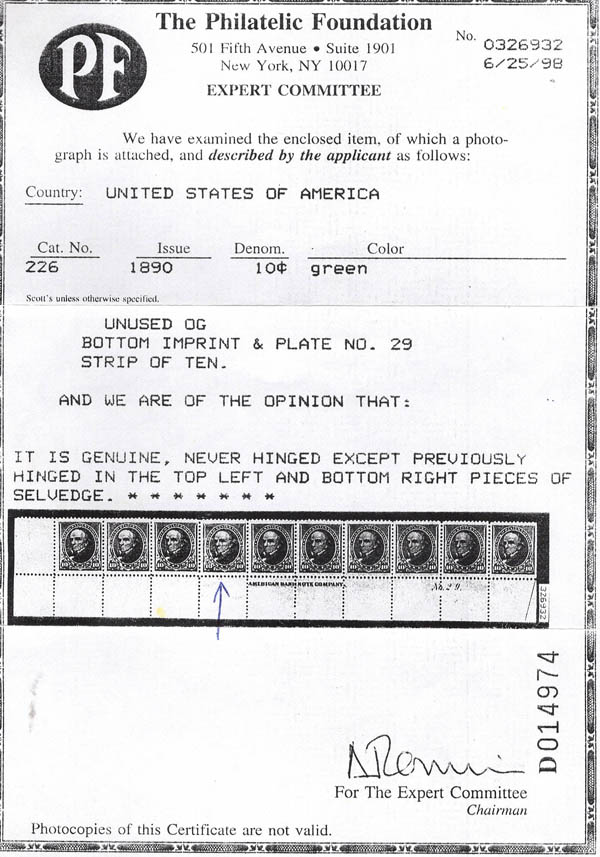 The Philatelic Foundation
PF
501 Fifth Avenue • Suite 1901
New York, NY 10017
EXPERT COMMITTEE
No. 0326932
6/25/98
We have examined the enclosed item, of which a photo-
graph is attached, and described by the applicant as follows:
Country: UNITED STATES OF AMERICA
Cat. No. Issue Denom. Color
226 1890 10¢ green
Scott's unless otherwise specified.
UNUSED OG
BOTTOM IMPRINT & PLATE NO. 29
STRIP OF TEN.
AND WE ARE OF THE OPINION THAT:
IT IS GENUINE, NEVER HINGED EXCEPT PREVIOUSLY
HINGED IN THE TOP LEFT AND BOTTOM RIGHT PIECES OF
SELVEDGE. * * * * * * *
AMERICAN BANK NOTE COMPANY.
No. 29.
326932
D014974
For The Expert Committee
Chairman
Photocopies of this Certificate are not valid.